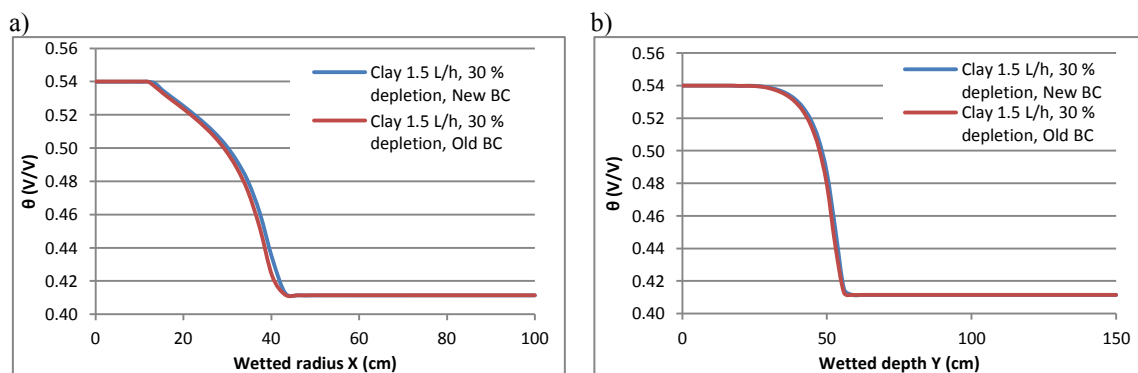 a)
0.56
0.54
0.52
0.50
0.48
0.46
0.44
0.42
0.40
θ (V/V)
Clay 1.5 L/h, 30 %
depletion, New BC
Clay 1.5 L/h, 30 %
depletion, Old BC
0 20 40 60 80 100
Wetted radius X (cm)
b)
0.56
0.54
0.52
0.50
0.48
0.46
0.44
0.42
0.40
θ (V/V)
Clay 1.5 L/h, 30 %
depletion, New BC
Clay 1.5 L/h, 30 %
depletion, Old BC
0 50 100 150
Wetted depth Y (cm)